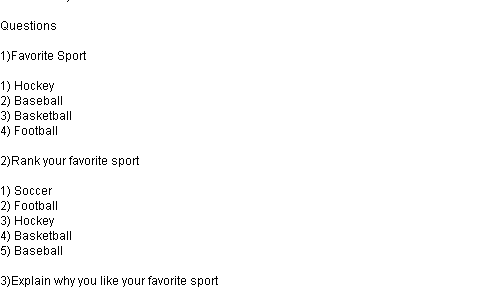 Questions
1)Favorite Sport
1) Hockey
2) Baseball
3) Basketball
4) Football
2)Rank your favorite sport
1) Soccer
2) Football
3) Hockey
4) Basketball
5) Baseball
3)Explain why you like your favorite sport